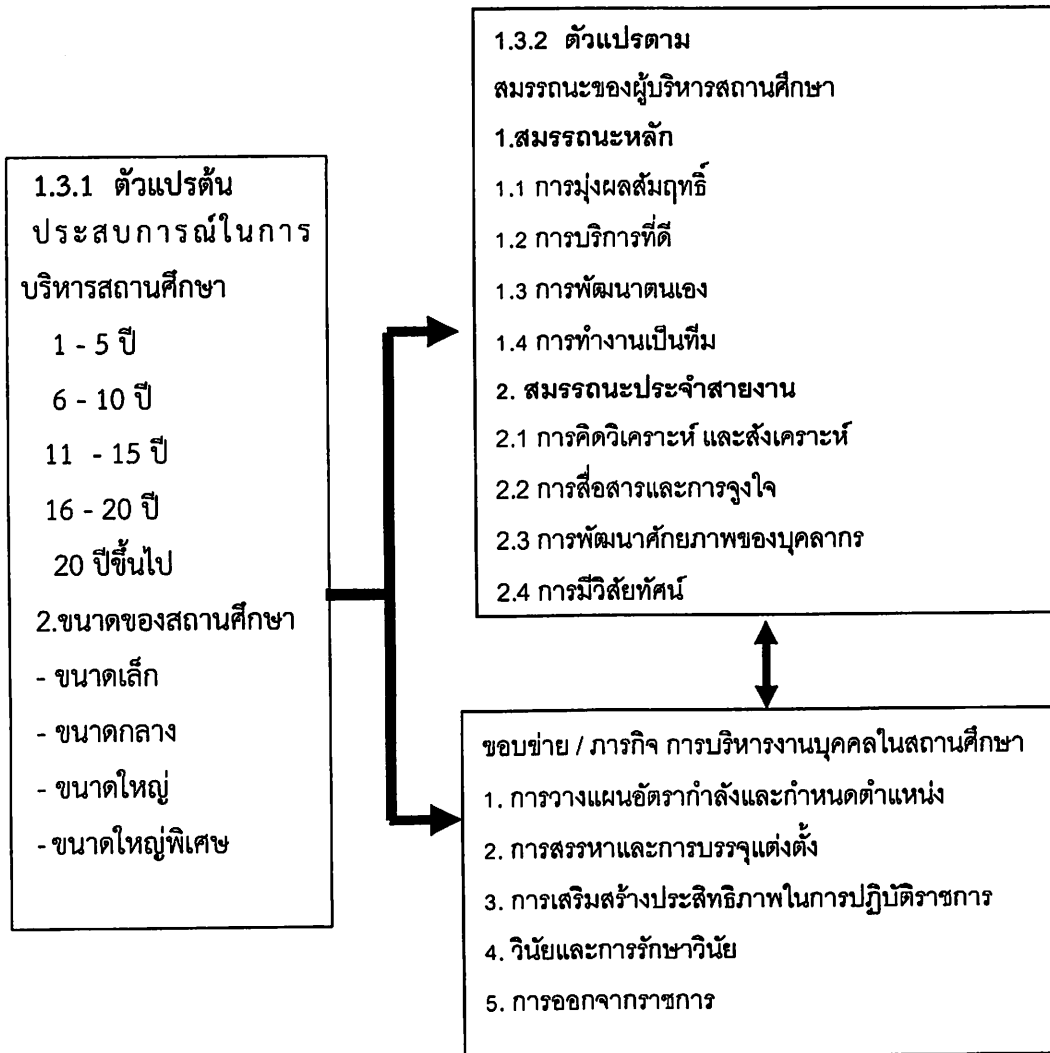 1.3.1 ตัวแปรต้น
ประสบการณ์ในการ
บริหารสถานศึกษา
1 - 5 ปี
6 - 10 ปี
11 - 15 ปี
16 - 20 ปี
20 ปีขึ้นไป
2.ขนาดของสถานศึกษา
- ขนาดเล็ก
- ขนาดกลาง
- ขนาดใหญ่
- ขนาดใหญ่พิเศษ
1.3.2 ตัวแปรตาม
สมรรถนะของผู้บริหารสถานศึกษา
1.สมรรถนะหลัก
1.1 การมุ่งผลสัมฤทธิ์
1.2 การบริการที่ดี
1.3 การพัฒนาตนเอง
1.4 การทำงานเป็นทีม
2. สมรรถนะประจำสายงาน
2.1 การคิดวิเคราะห์ และสังเคราะห์
2.2 การสื่อสารและการจูงใจ
2.3 การพัฒนาศักยภาพของบุคลากร
2.4 การมีวิสัยทัศน์
ขอบข่าย / ภารกิจ การบริหารงานบุคคลในสถานศึกษา
1. การวางแผนอัตรากำลังและกำหนดตำแหน่ง
2. การสรรหาและการบรรจุแต่งตั้ง
3. การเสริมสร้างประสิทธิภาพในการปฏิบัติราชการ
4. วินัยและการรักษาวินัย
5. การออกจากราชการ